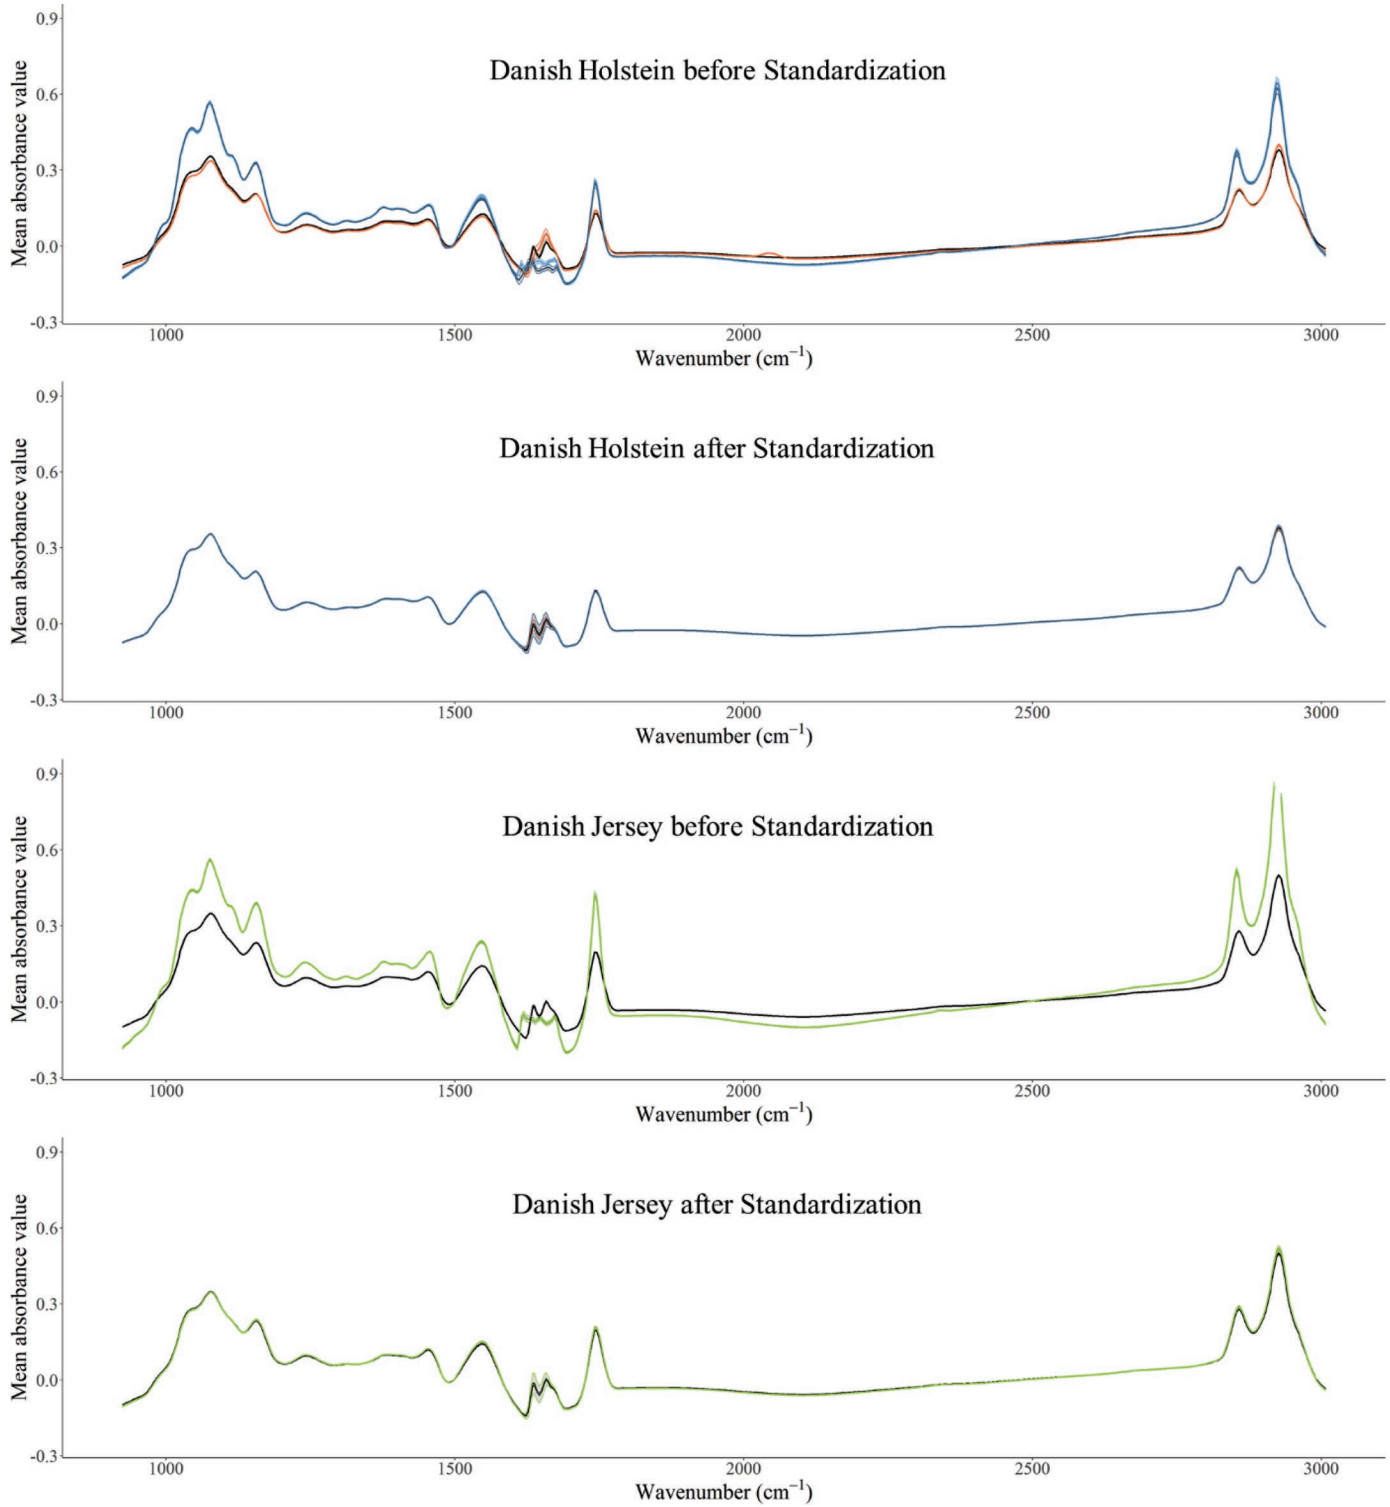 Danish Holstein before Standardization
Mean absorbance value
0.9
0.6
0.3
0.0
-0.3
1000 1500 2000 2500 3000
Wavenumber (cm⁻¹)
Danish Holstein after Standardization
Mean absorbance value
0.9
0.6
0.3
0.0
-0.3
1000 1500 2000 2500 3000
Wavenumber (cm⁻¹)
Danish Jersey before Standardization
Mean absorbance value
0.9
0.6
0.3
0.0
-0.3
1000 1500 2000 2500 3000
Wavenumber (cm⁻¹)
Danish Jersey after Standardization
Mean absorbance value
0.9
0.6
0.3
0.0
-0.3
1000 1500 2000 2500 3000
Wavenumber (cm⁻¹)